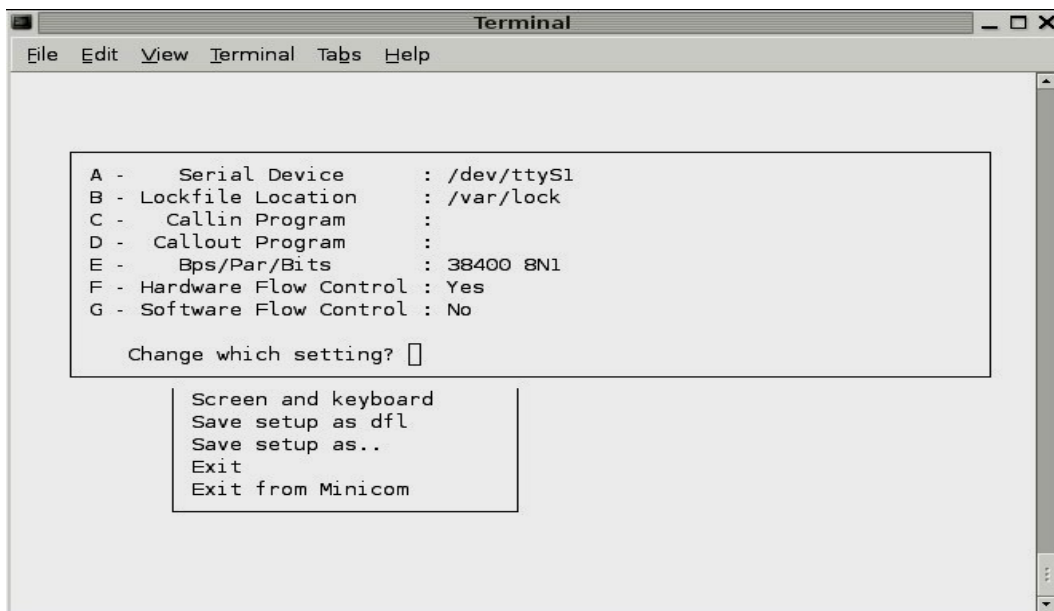 Terminal
File Edit View Terminal Tabs Help
A - Serial Device : /dev/ttyS1
B - Lockfile Location : /var/lock
C - Callin Program :
D - Callout Program :
E - Bps/Par/Bits : 38400 8N1
F - Hardware Flow Control : Yes
G - Software Flow Control : No
Change which setting?
Screen and keyboard
Save setup as dfl
Save setup as..
Exit
Exit from Minicom